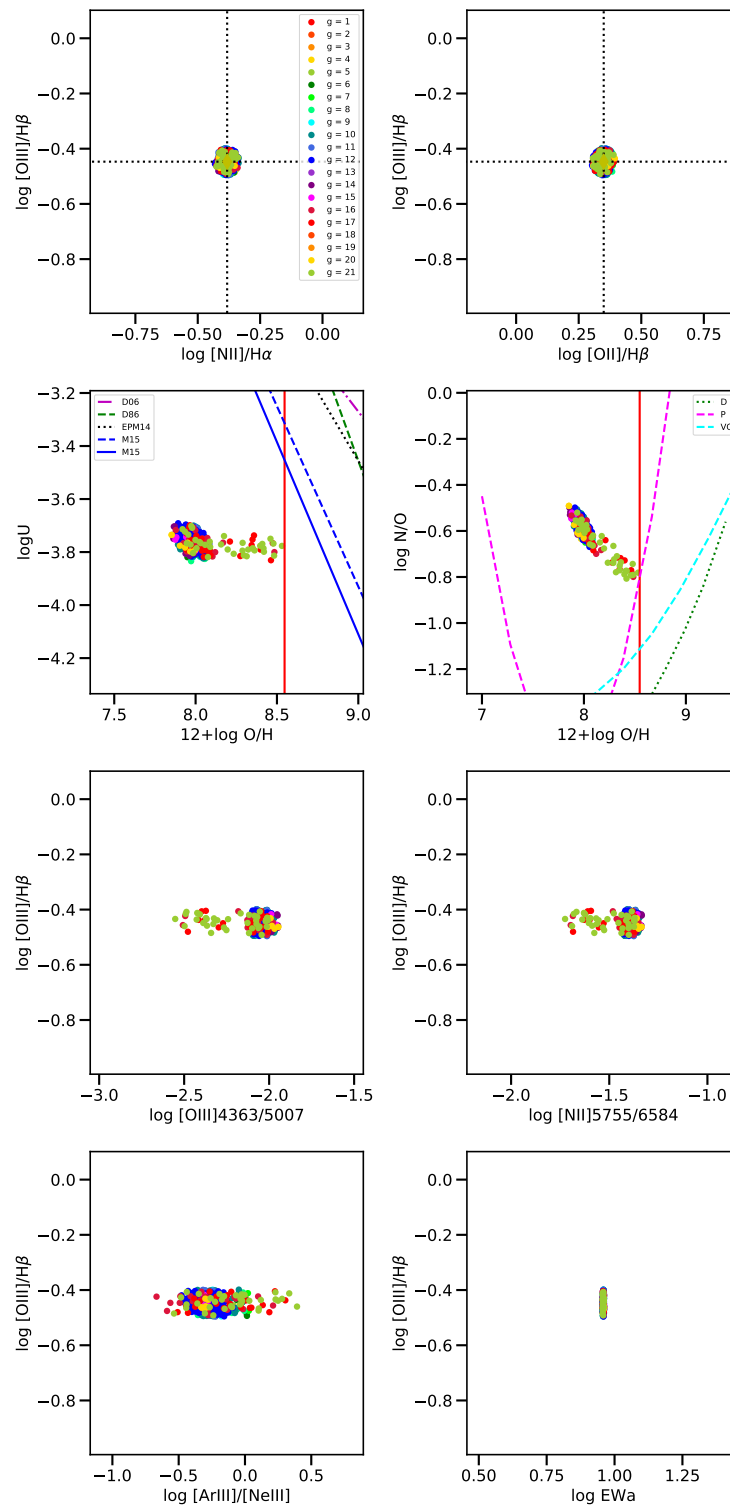 0.0
−0.2
−0.4
−0.6
−0.8
log [OIII]/Hβ
−0.75 −0.50 −0.25 0.00
log [NII]/Hα
g = 1
g = 2
g = 3
g = 4
g = 5
g = 6
g = 7
g = 8
g = 9
g = 10
g = 11
g = 12
g = 13
g = 14
g = 15
g = 16
g = 17
g = 18
g = 19
g = 20
g = 21
0.0
−0.2
−0.4
−0.6
−0.8
log [OIII]/Hβ
0.00 0.25 0.50 0.75
log [OII]/Hβ
−3.2
−3.4
−3.6
−3.8
−4.0
−4.2
logU
7.5 8.0 8.5 9.0
12+log O/H
D06
D86
EPM14
M15
M15
0.0
−0.2
−0.4
−0.6
−0.8
−1.0
−1.2
log N/O
7 8 9
12+log O/H
D
P
VC
0.0
−0.2
−0.4
−0.6
−0.8
log [OIII]/Hβ
−3.0 −2.5 −2.0 −1.5
log [OIII]4363/5007
0.0
−0.2
−0.4
−0.6
−0.8
log [OIII]/Hβ
−2.0 −1.5 −1.0
log [NII]5755/6584
0.0
−0.2
−0.4
−0.6
−0.8
log [OIII]/Hβ
−1.0 −0.5 0.0 0.5
log [ArIII]/[NeIII]
0.0
−0.2
−0.4
−0.6
−0.8
log [OIII]/Hβ
0.50 0.75 1.00 1.25
log EWa